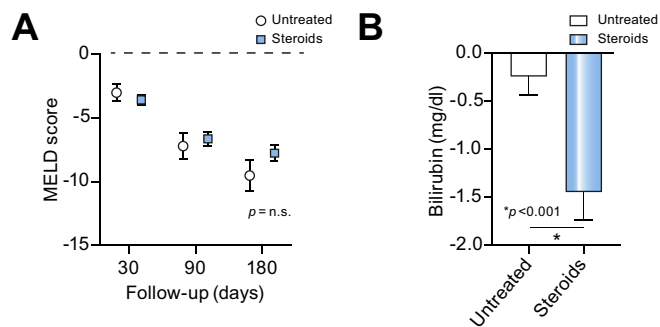 A
Untreated
Steroids
0
-5
-10
-15
MELD score
p = n.s.
30 90 180
Follow-up (days)
B
Untreated
Steroids
0.0
-0.5
-1.0
-1.5
-2.0
Bilirubin (mg/dl)
*p<0.001
*
Untreated
Steroids